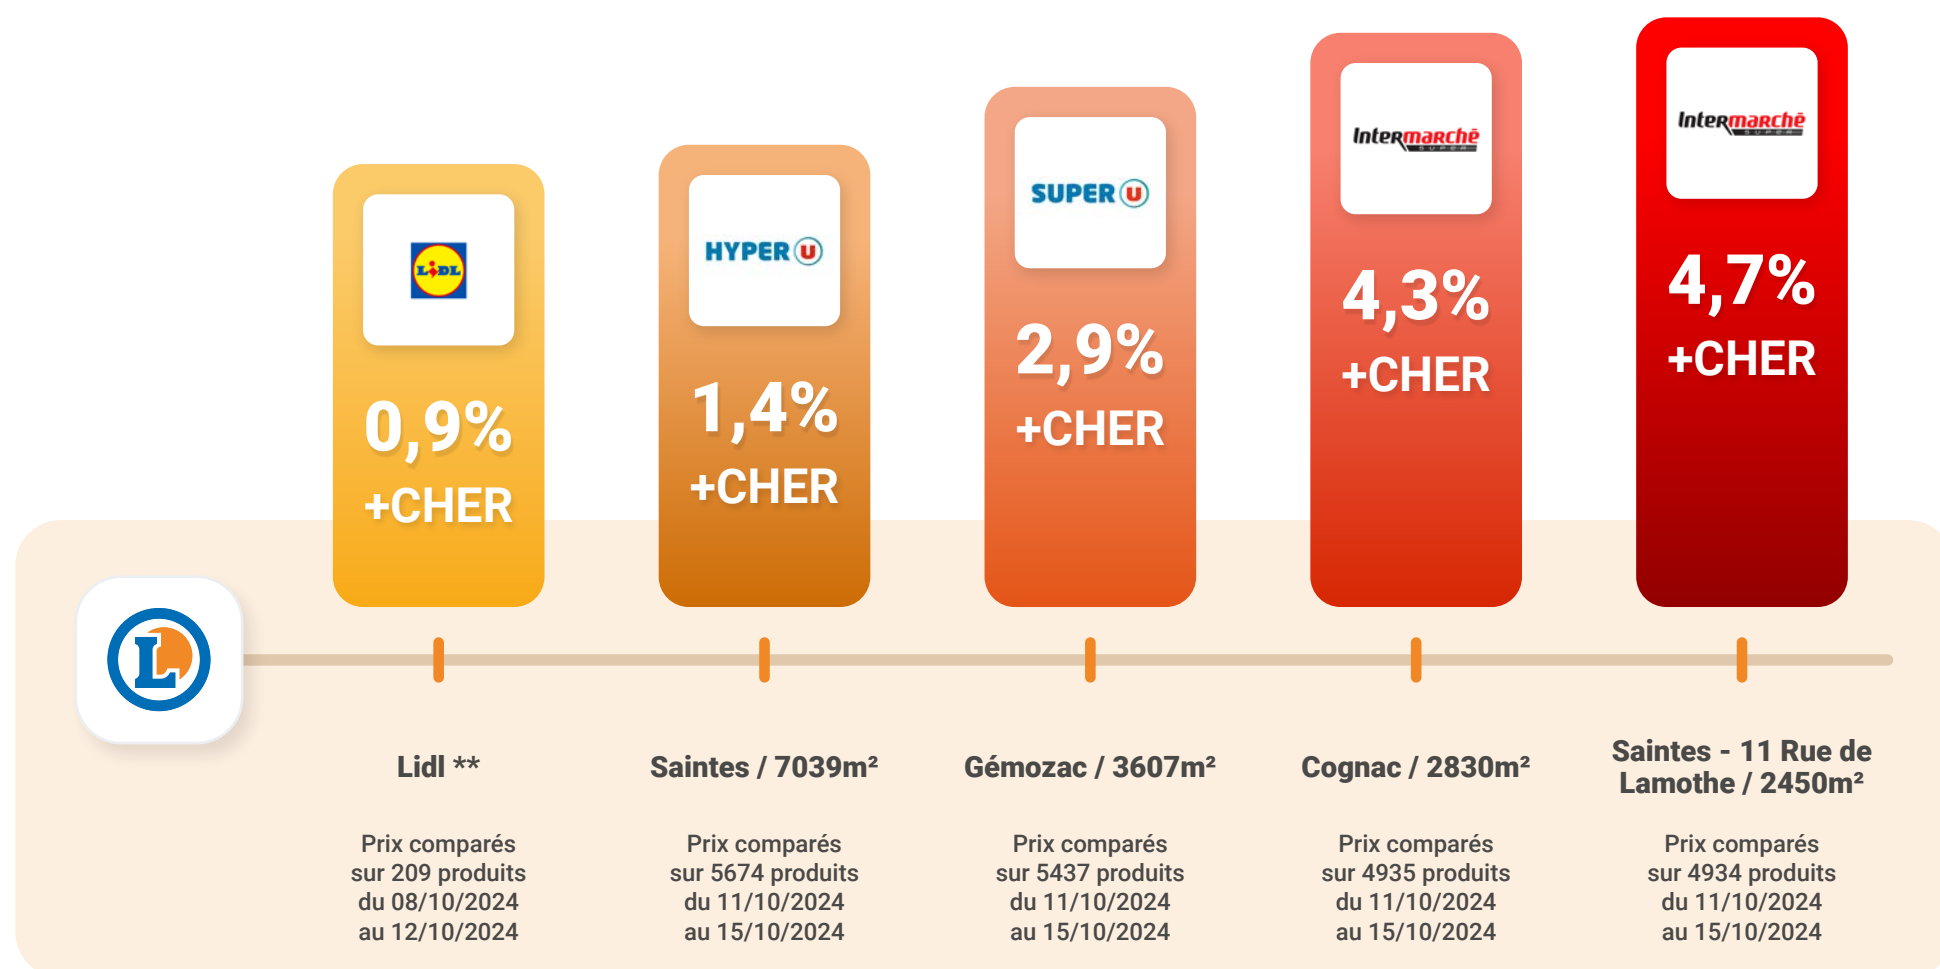 LIDL
0,9%
+CHER
HYPER U
1,4%
+CHER
SUPER U
2,9%
+CHER
Intermarchē
SUPER
4,3%
+CHER
Intermarchē
SUPER
4,7%
+CHER
L
Lidl **
Prix comparés
sur 209 produits
du 08/10/2024
au 12/10/2024
Saintes / 7039m²
Prix comparés
sur 5674 produits
du 11/10/2024
au 15/10/2024
Gémozac / 3607m²
Prix comparés
sur 5437 produits
du 11/10/2024
au 15/10/2024
Cognac / 2830m²
Prix comparés
sur 4935 produits
du 11/10/2024
au 15/10/2024
Saintes - 11 Rue de
Lamothe / 2450m²
Prix comparés
sur 4934 produits
du 11/10/2024
au 15/10/2024